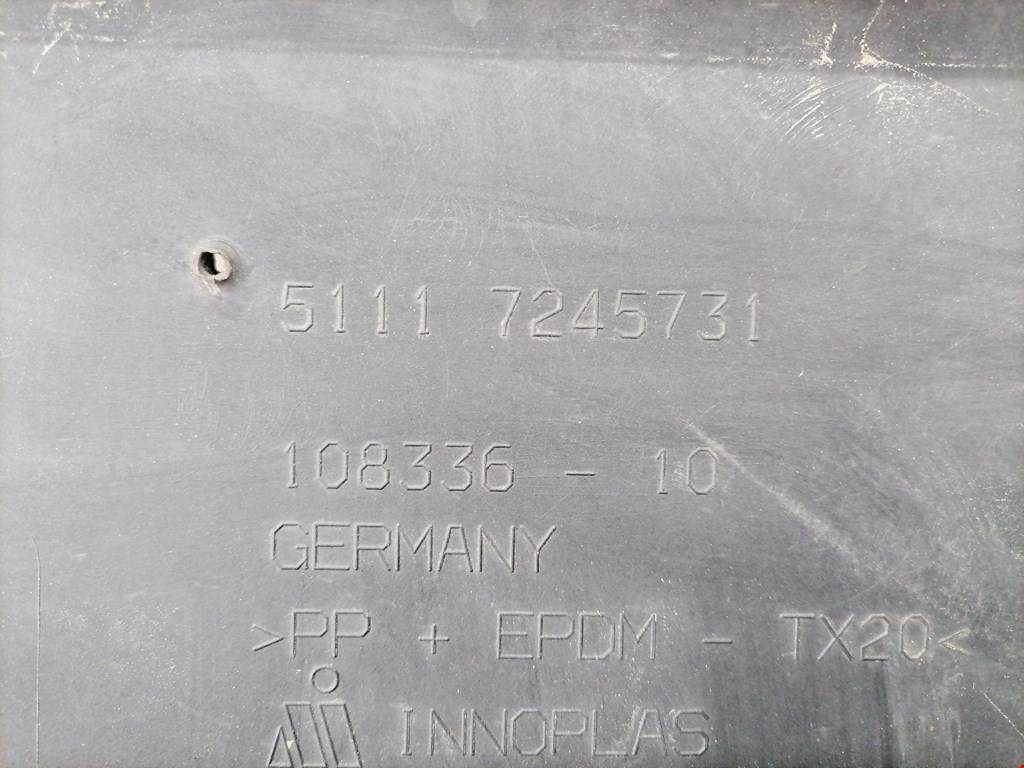 5111 7245731
108336 - 10
GERMANY
>PP + EPDM - TX20<
INNOPLAS